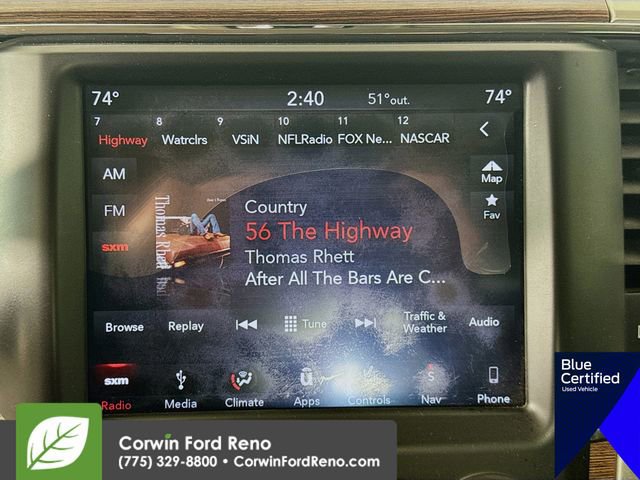 74° 2:40 51°out. 74°
7 8 9 10 11 12
Highway Watrclrs VSiN NFLRadio FOX Ne... NASCAR
AM
Map
FM
Fav
sxm
Thomas Rhett
Country
56 The Highway
Thomas Rhett
After All The Bars Are C...
Browse Replay Tune Traffic & Weather Audio
sxm
Radio Media Climate Apps Controls Nav Phone
S
Blue
Certified
Used Vehicle
Corwin Ford Reno
(775) 329-8800 • CorwinFordReno.com